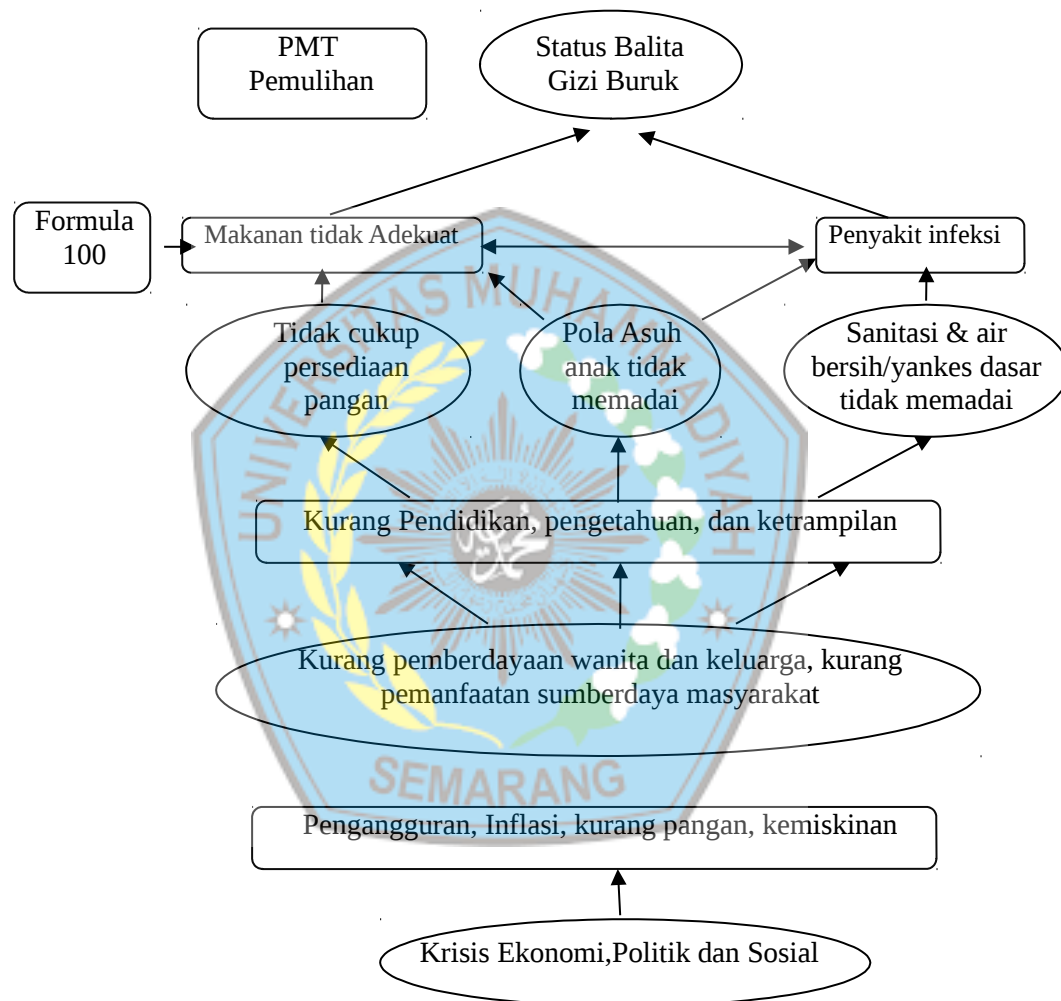 PMT
Pemulihan
Status Balita
Gizi Buruk
Formula
100
Makanan tidak Adekuat
Penyakit infeksi
Tidak cukup
persediaan
pangan
Pola Asuh
anak tidak
memadai
Sanitasi & air
bersih/yankes dasar
tidak memadai
Kurang Pendidikan, pengetahuan, dan ketrampilan
Kurang pemberdayaan wanita dan keluarga, kurang
pemanfaatan sumberdaya masyarakat
Pengangguran, Inflasi, kurang pangan, kemiskinan
Krisis Ekonomi,Politik dan Sosial
UNIVERSITAS MUHAMMADIYAH
SEMARANG